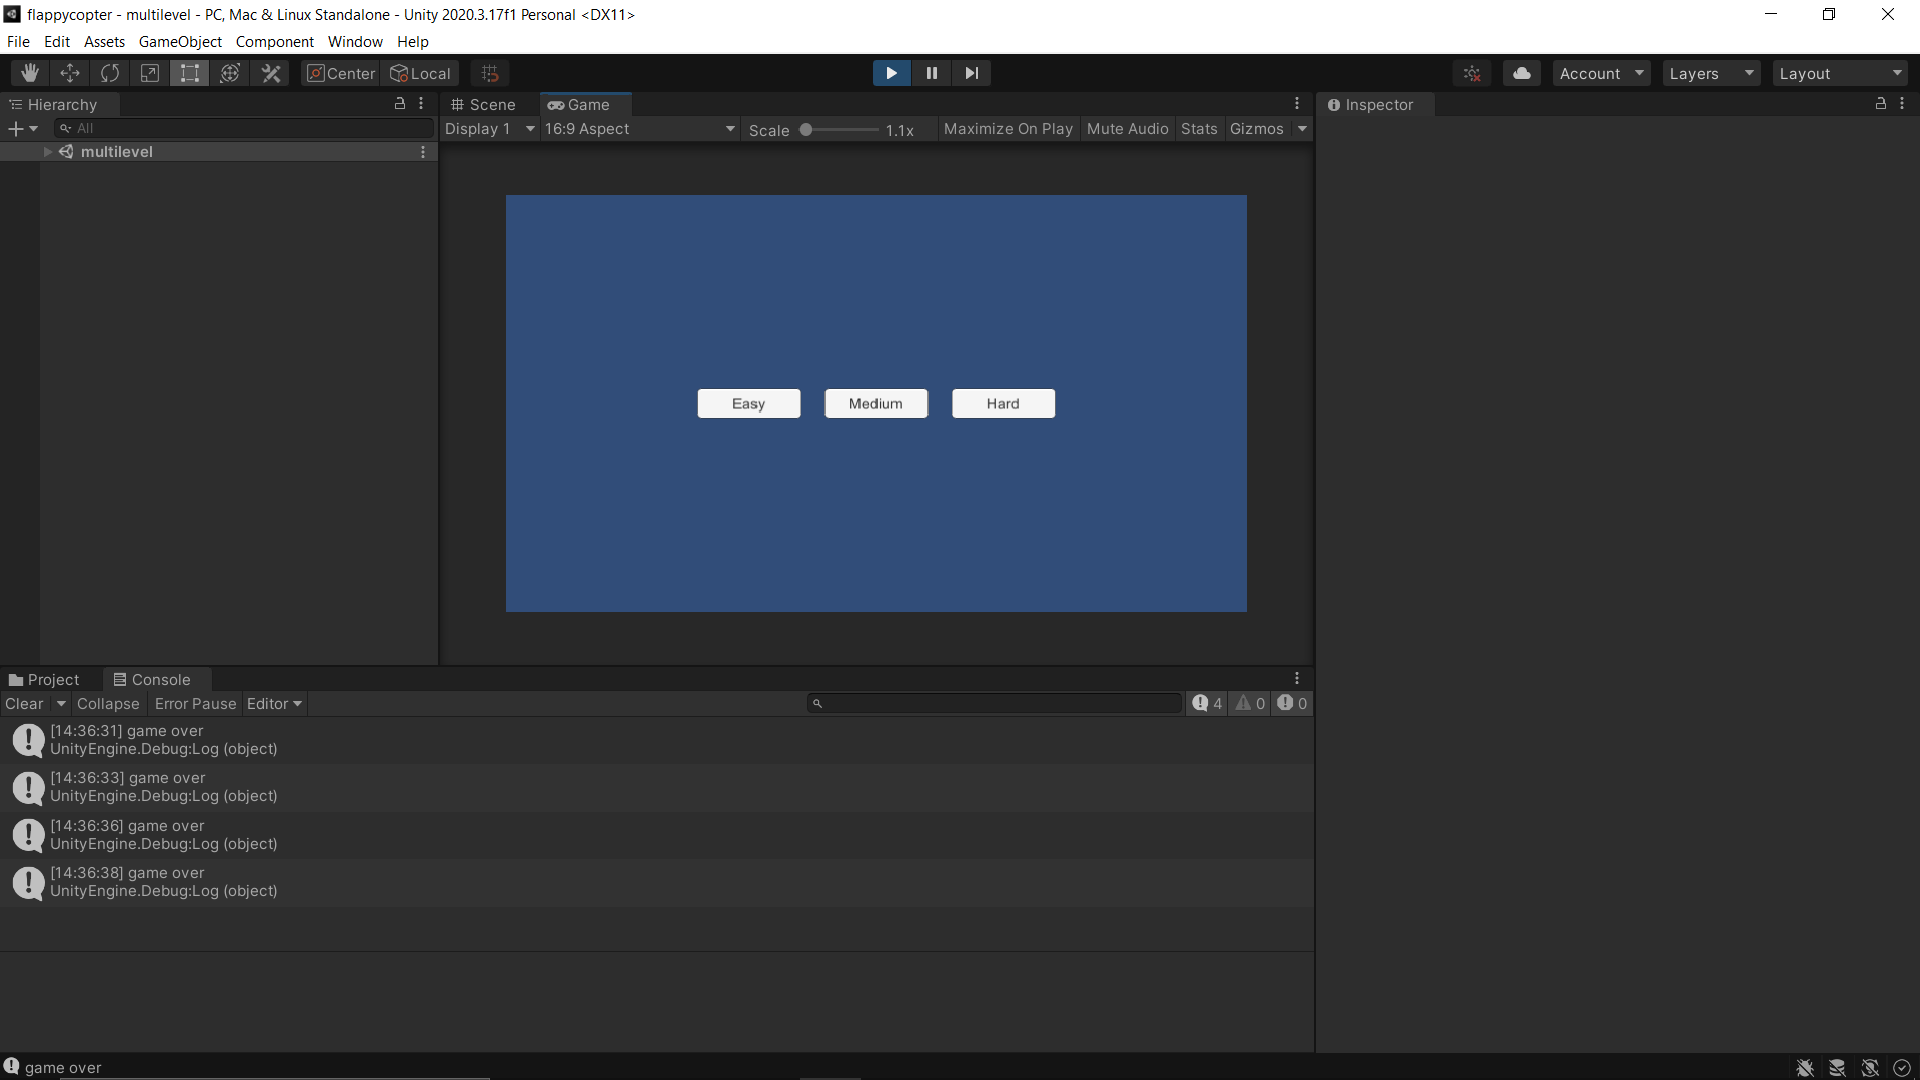 flappycopter - multilevel - PC, Mac & Linux Standalone - Unity 2020.3.17f1 Personal <DX11>
File Edit Assets GameObject Component Window Help
Center Local Account Layers Layout
Hierarchy
All
multilevel
Scene Game
Display 1 16:9 Aspect Scale 1.1x Maximize On Play Mute Audio Stats Gizmos
Easy Medium Hard
Inspector
Project Console
Clear Collapse Error Pause Editor 4 0 0
[14:36:31] game over
UnityEngine.Debug:Log (object)
[14:36:33] game over
UnityEngine.Debug:Log (object)
[14:36:36] game over
UnityEngine.Debug:Log (object)
[14:36:38] game over
UnityEngine.Debug:Log (object)
game over